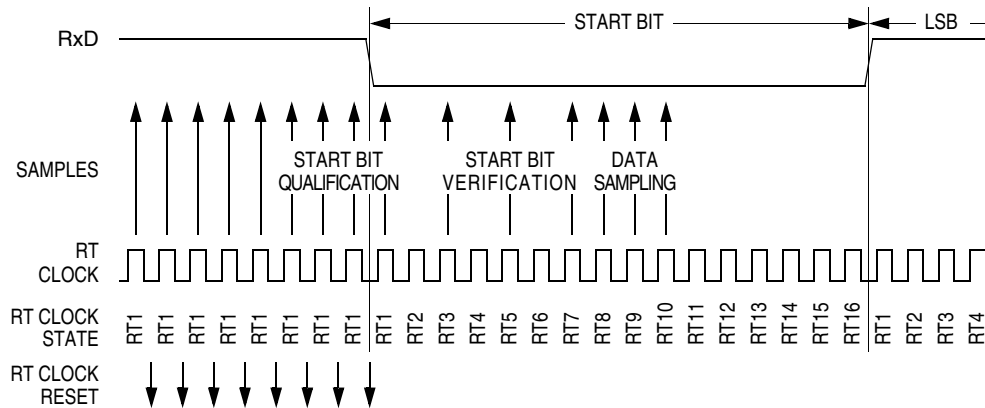 START BIT
LSB
RxD
SAMPLES
START BIT
QUALIFICATION
START BIT
VERIFICATION
DATA
SAMPLING
RT
CLOCK
RT CLOCK
STATE
RT1 RT1 RT1 RT1 RT1 RT1 RT1 RT1 RT1 RT2 RT3 RT4 RT5 RT6 RT7 RT8 RT9 RT10 RT11 RT12 RT13 RT14 RT15 RT16 RT1 RT2 RT3 RT4
RT CLOCK
RESET